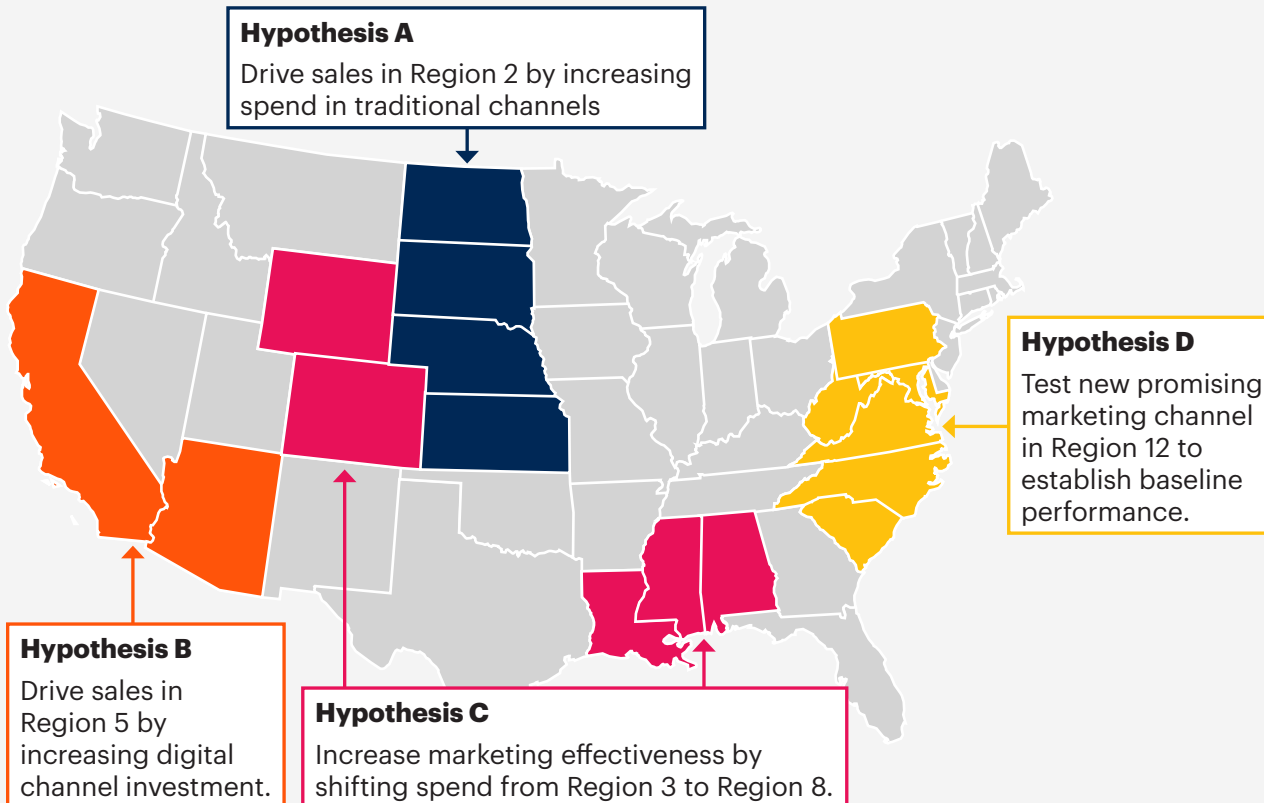 Hypothesis A
Drive sales in Region 2 by increasing
spend in traditional channels
Hypothesis D
Test new promising
marketing channel
in Region 12 to
establish baseline
performance.
Hypothesis B
Drive sales in
Region 5 by
increasing digital
channel investment.
Hypothesis C
Increase marketing effectiveness by
shifting spend from Region 3 to Region 8.